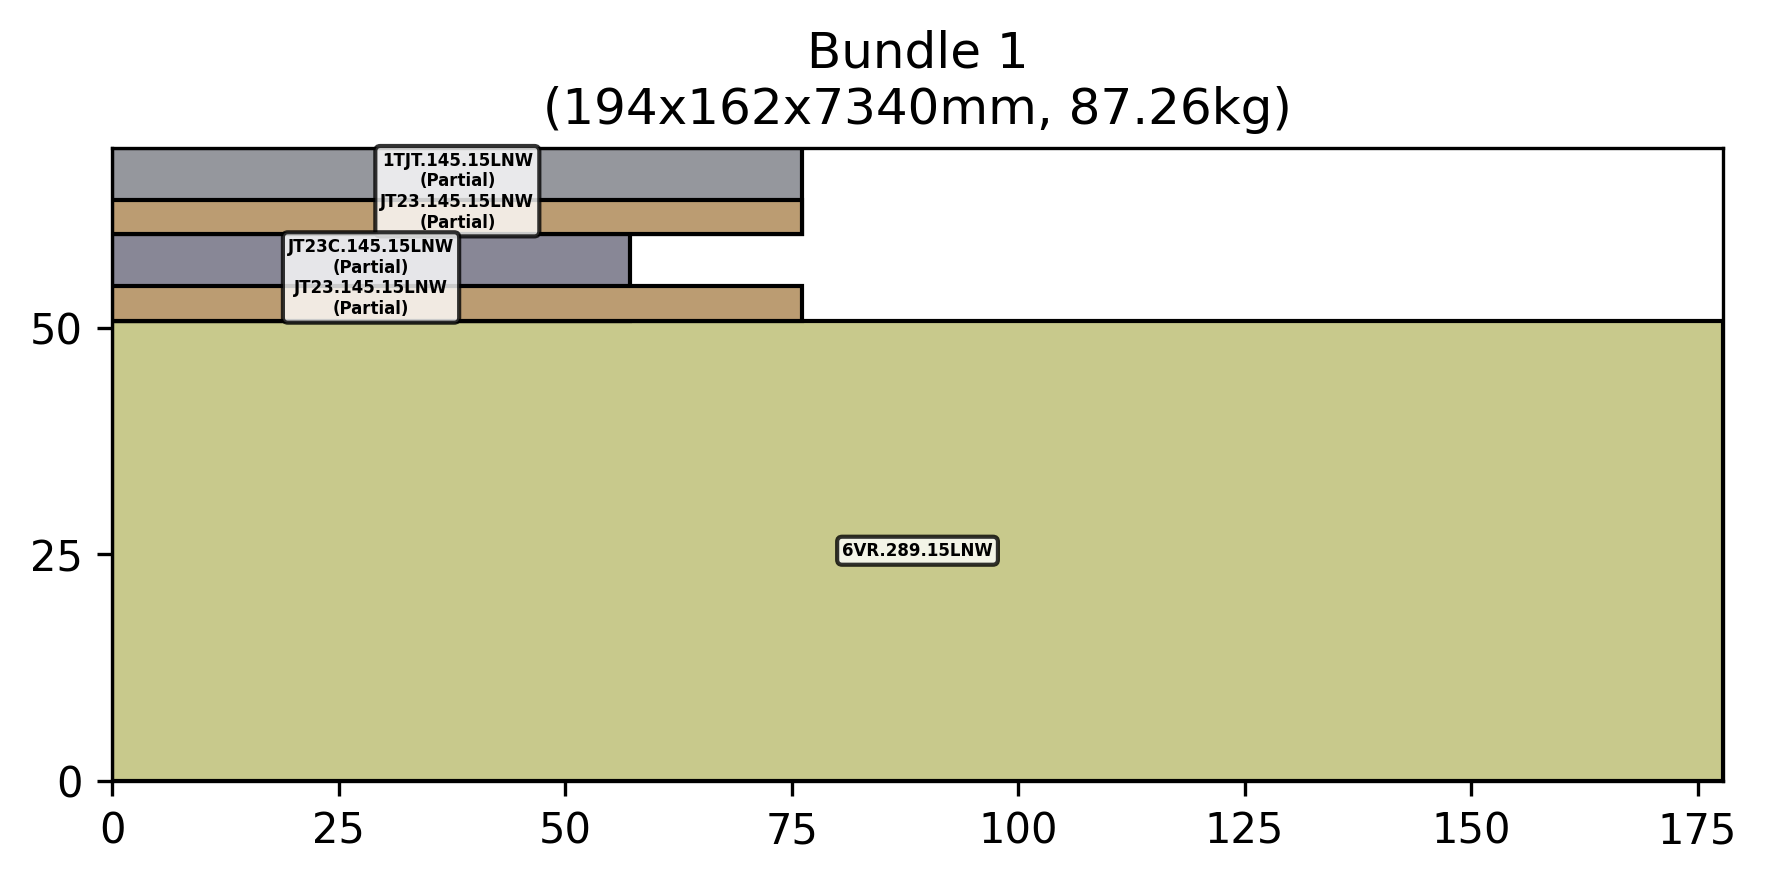 Bundle 1
(194x162x7340mm, 87.26kg)
1TJT.145.15LNW
(Partial)
JT23.145.15LNW
(Partial)
JT23C.145.15LNW
(Partial)
JT23.145.15LNW
(Partial)
50
6VR.289.15LNW
25
0
0 25 50 75 100 125 150 175